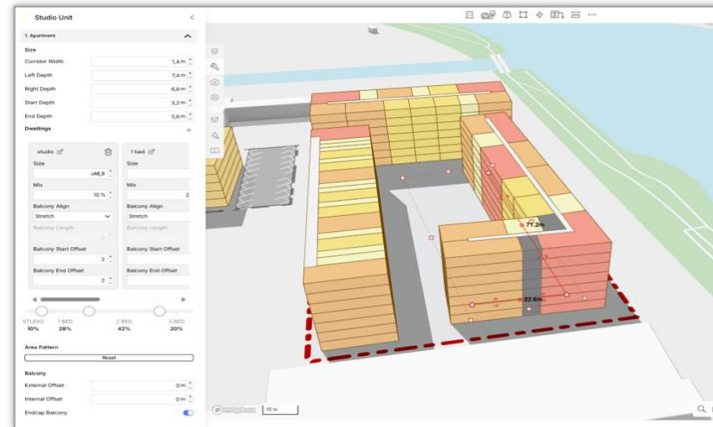 Studio Unit
1. Apartment
Size
Corridor Width 1,4 m
Left Depth 7,4 m
Right Depth 6,6 m
Start Depth 3,2 m
End Depth 5,6 m
Dwellings
studio 1 bed
Size Size
Mix Mix
10 % 2
Balcony Align Balcony Align
Stretch Stretch
Balcony Length Balcony Length
Balcony Start Offset Balcony Start Offset
2
Balcony End Offset Balcony End Offset
2
STUDIO 1 BED 2 BED 3 BED
10% 28% 42% 20%
Area Pattern
Reset
Balcony
External Offset 0 m
Internal Offset 0 m
Endcap Balcony
71.2m
22.6m
mapbox 10 m